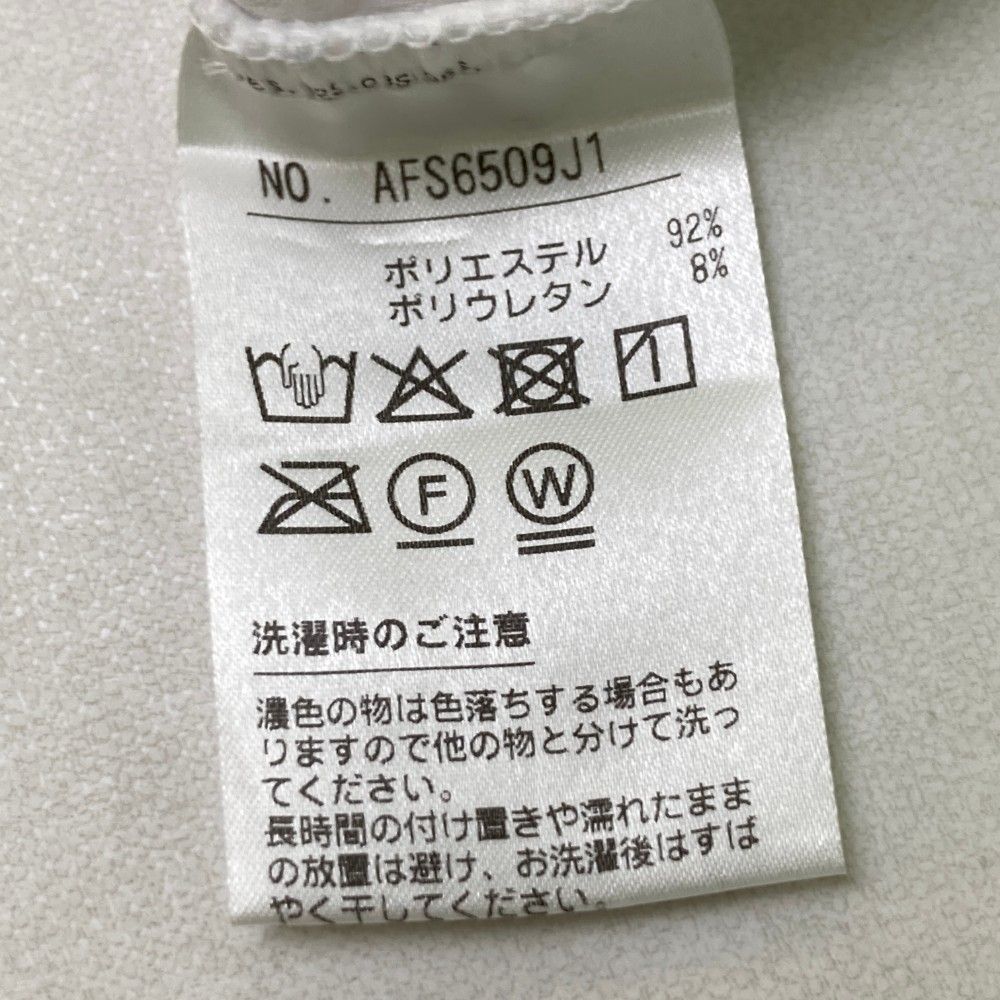 NO. AFS6509J1
ポリエステル 92%
ポリウレタン 8%
F W
洗濯時のご注意
濃色の物は色落ちする場合もあ
りますので他の物と分けて洗っ
てください。
長時間の付け置きや濡れたまま
の放置は避け、お洗濯後はすば
やく干してください。